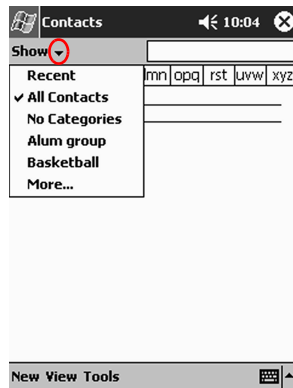 Contacts 10:04
Show
Recent
lmn opq rst uvw xyz
✓ All Contacts
No Categories
Alum group
Basketball
More...
New View Tools